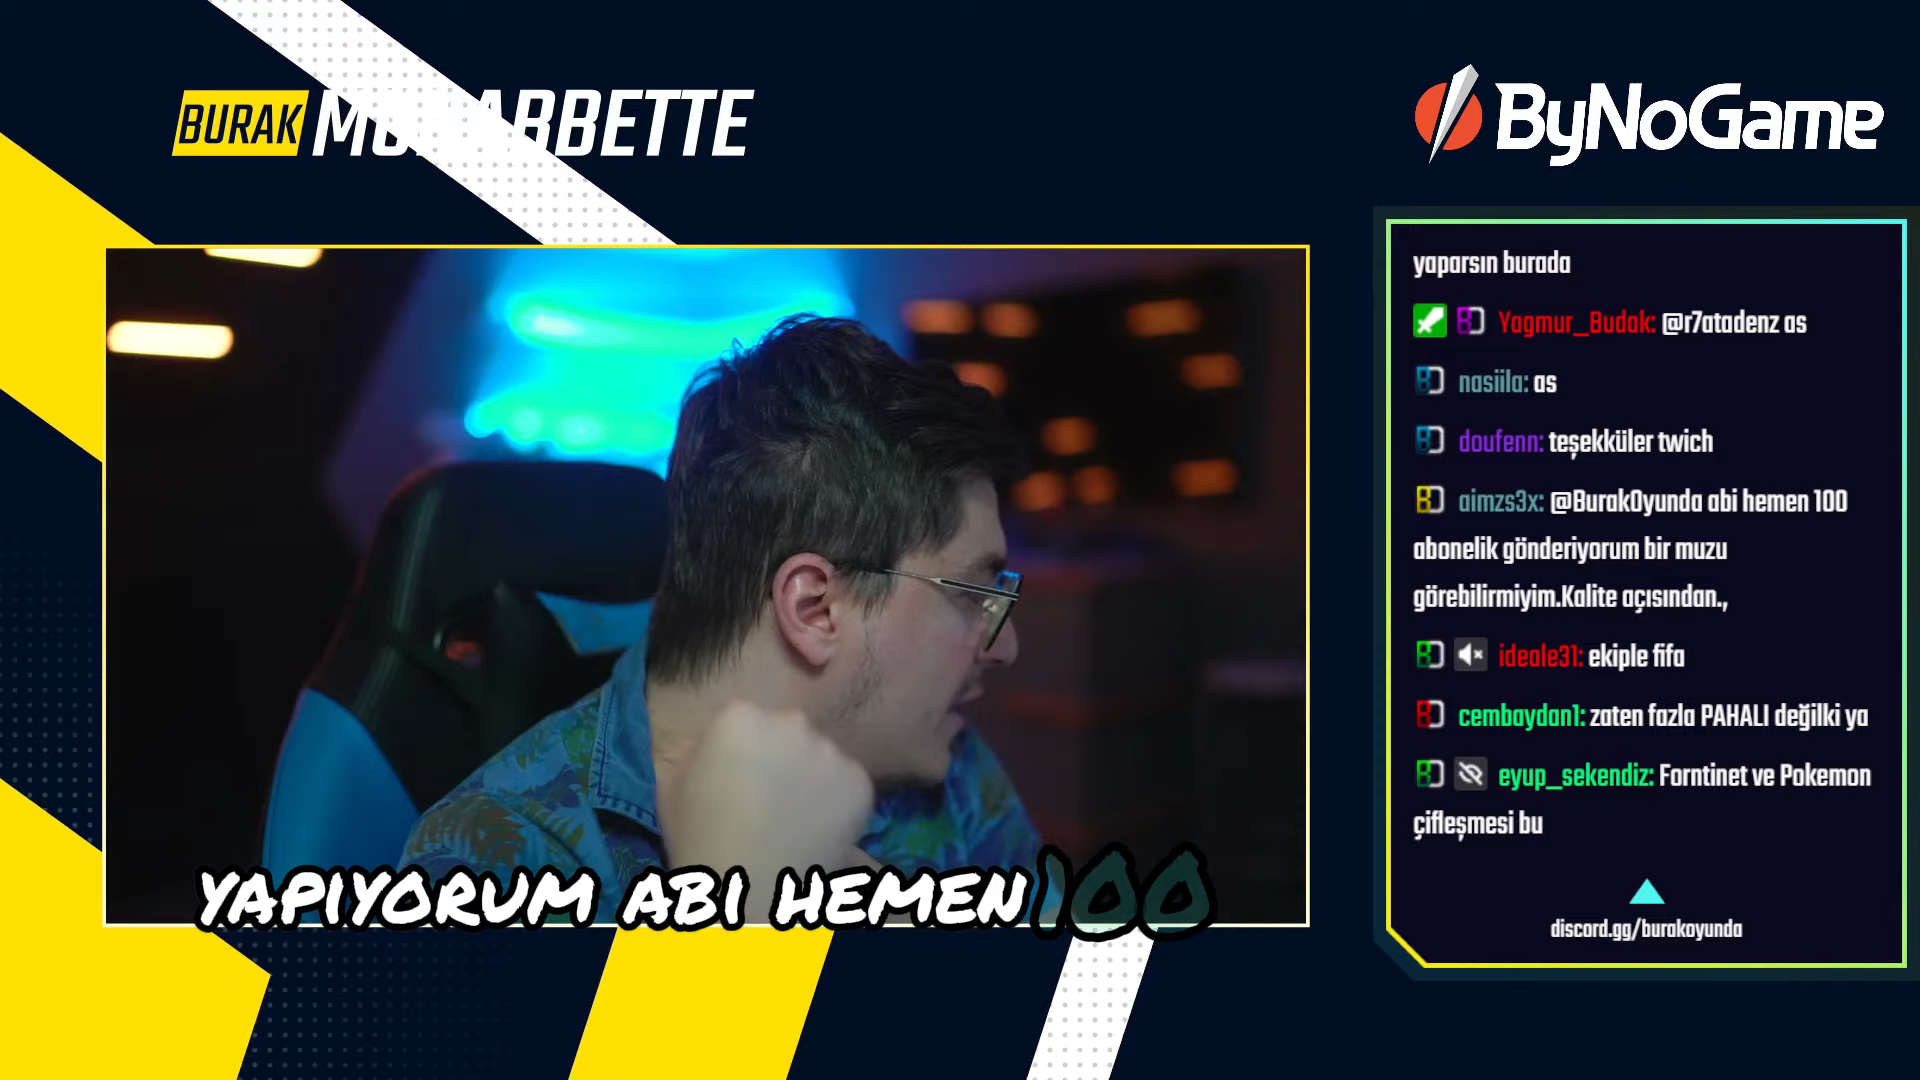 BURAK MUHABBETTE
ByNoGame
yaparsın burada
Yagmur_Budak: @r7atadenz as
nasiila: as
doufenn: teşekküler twich
aimzs3x: @BurakOyunda abi hemen 100
abonelik gönderiyorum bir muzu
görebilirmiyim.Kalite açısından.,
ideale31: ekiple fifa
cembaydan1: zaten fazla PAHALI değilki ya
eyup_sekendiz: Forntinet ve Pokemon
çifleşmesi bu
discord.gg/burakoyunda
YAPIYORUM ABI HEMEN 100